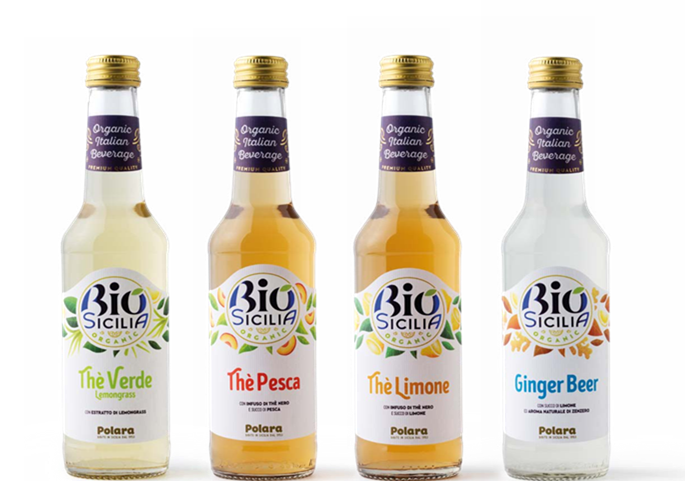 Organic
Italian
Beverage
PREMIUM QUALITY
BIO
SICILIA
ORGANIC
Thè Verde
Lemongrass
CON ESTRATTO DI LEMONGRASS
Polara
Organic
Italian
Beverage
PREMIUM QUALITY
BIO
SICILIA
ORGANIC
Thè Pesca
CON INFUSO DI THÈ NERO
E SUCCO DI PESCA
Polara
Organic
Italian
Beverage
PREMIUM QUALITY
BIO
SICILIA
ORGANIC
Thè Limone
CON INFUSO DI THÈ NERO
E SUCCO DI LIMONE
Polara
Organic
Italian
Beverage
PREMIUM QUALITY
BIO
SICILIA
ORGANIC
Ginger Beer
CON SUCCO DI LIMONE
ED AROMA NATURALE DI ZENZERO
Polara